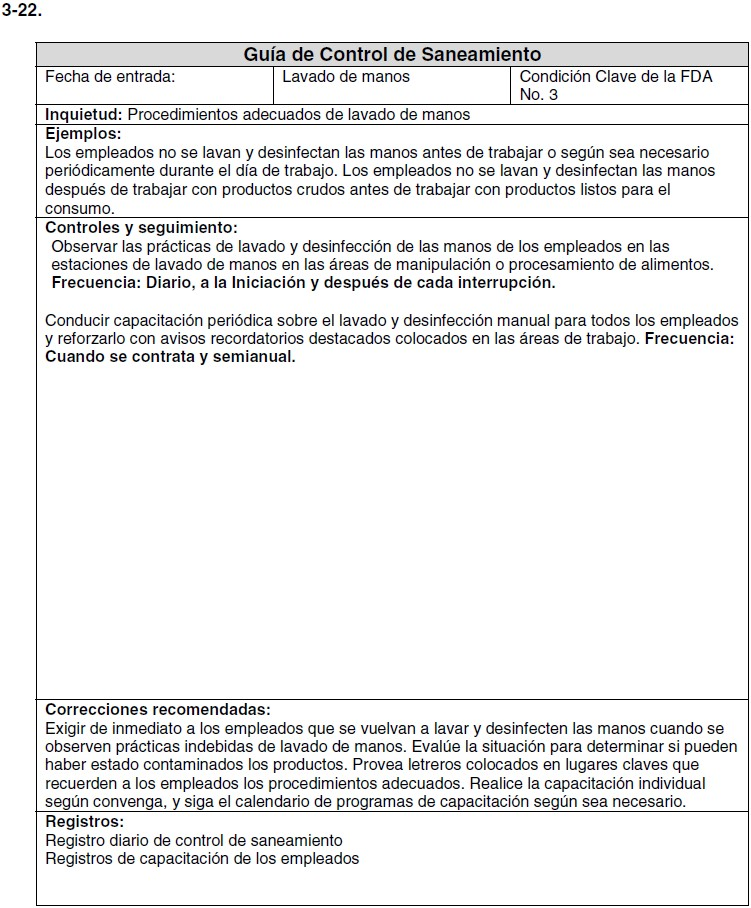 3-22.
Guía de Control de Saneamiento
Fecha de entrada:
Lavado de manos
Condición Clave de la FDA
No. 3
Inquietud: Procedimientos adecuados de lavado de manos
Ejemplos:
Los empleados no se lavan y desinfectan las manos antes de trabajar o según sea necesario
periódicamente durante el día de trabajo. Los empleados no se lavan y desinfectan las manos
después de trabajar con productos crudos antes de trabajar con productos listos para el
consumo.
Controles y seguimiento:
Observar las prácticas de lavado y desinfección de las manos de los empleados en las
estaciones de lavado de manos en las áreas de manipulación o procesamiento de alimentos.
Frecuencia: Diario, a la Iniciación y después de cada interrupción.
Conducir capacitación periódica sobre el lavado y desinfección manual para todos los empleados
y reforzarlo con avisos recordatorios destacados colocados en las áreas de trabajo. Frecuencia:
Cuando se contrata y semianual.
Correcciones recomendadas:
Exigir de inmediato a los empleados que se vuelvan a lavar y desinfecten las manos cuando se
observen prácticas indebidas de lavado de manos. Evalúe la situación para determinar si pueden
haber estado contaminados los productos. Provea letreros colocados en lugares claves que
recuerden a los empleados los procedimientos adecuados. Realice la capacitación individual
según convenga, y siga el calendario de programas de capacitación según sea necesario.
Registros:
Registro diario de control de saneamiento
Registros de capacitación de los empleados